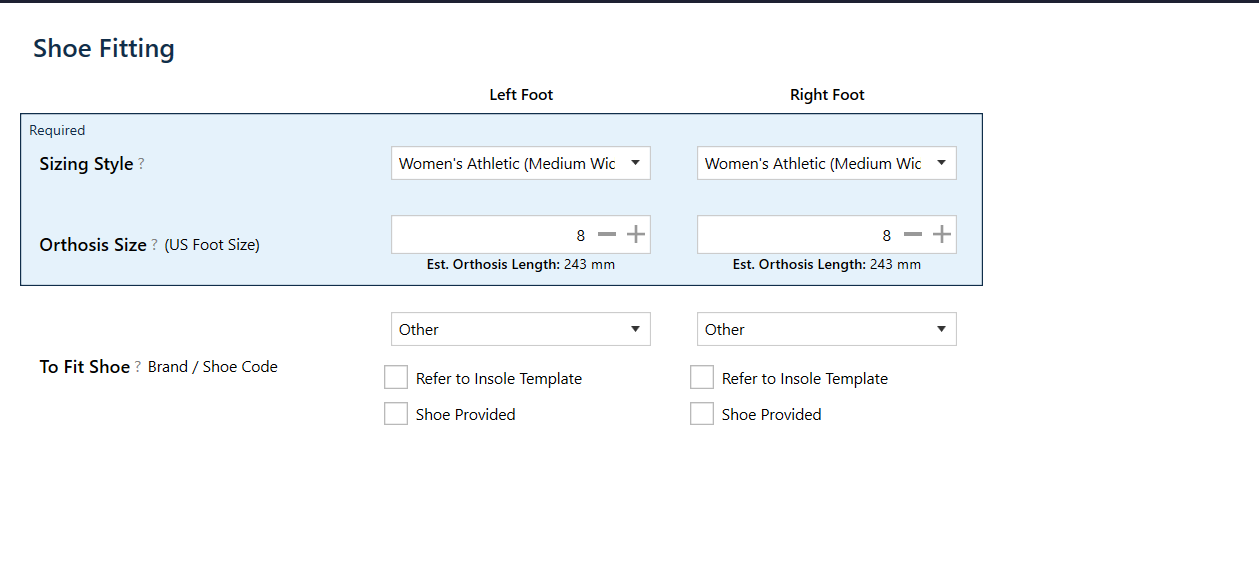 Shoe Fitting
Left Foot Right Foot
Required
Sizing Style ? Women's Athletic (Medium Wic Women's Athletic (Medium Wic
8 8
Orthosis Size ? (US Foot Size)
Est. Orthosis Length: 243 mm Est. Orthosis Length: 243 mm
Other Other
To Fit Shoe ? Brand / Shoe Code
Refer to Insole Template Refer to Insole Template
Shoe Provided Shoe Provided